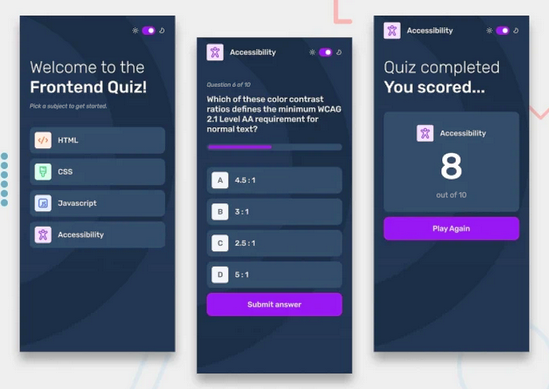 Welcome to the
Frontend Quiz!
Pick a subject to get started.
HTML
CSS
Javascript
Accessibility
Accessibility
Question 6 of 10
Which of these color contrast
ratios defines the minimum WCAG
2.1 Level AA requirement for
normal text?
A 4.5 : 1
B 3 : 1
C 2.5 : 1
D 5 : 1
Submit answer
Accessibility
Quiz completed
You scored...
Accessibility
8
out of 10
Play Again